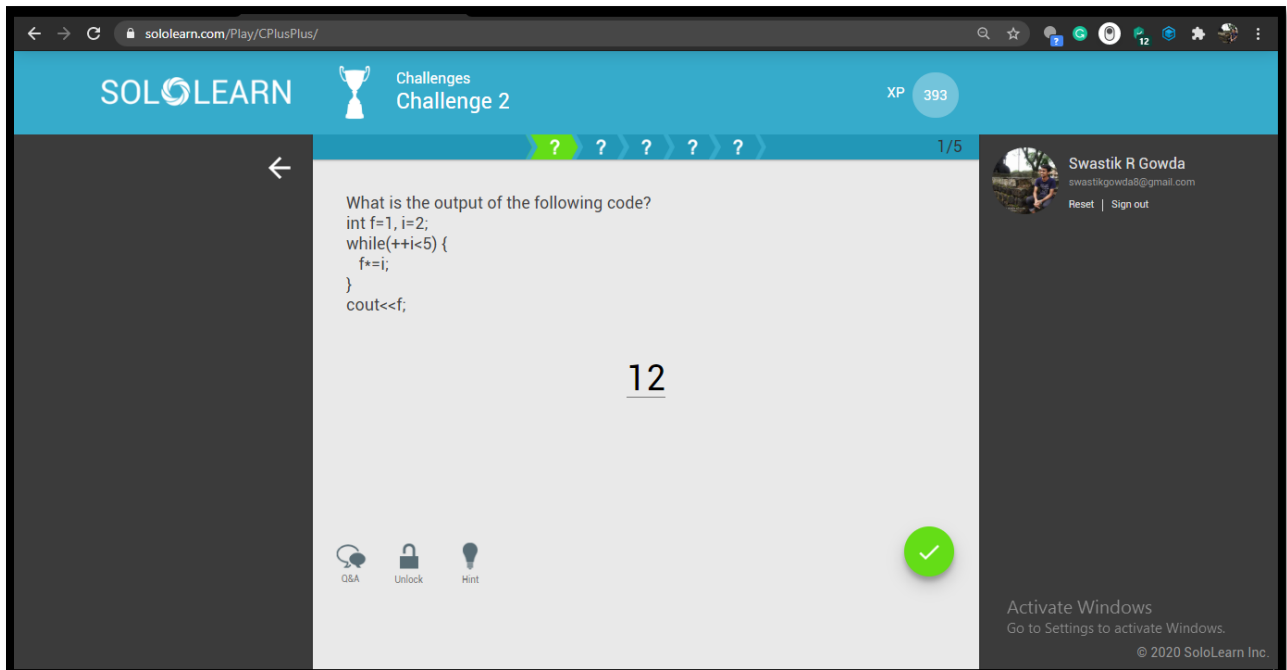 sololearn.com/Play/CPlusPlus/
12
SOLOLEARN
Challenges
Challenge 2
XP 393
? ? ? ? ?
1/5
Swastik R Gowda
swastikgowda8@gmail.com
Reset | Sign out
What is the output of the following code?
int f=1, i=2;
while(++i<5) {
f*=i;
}
cout<<f;
12
Q&A
Unlock
Hint
Activate Windows
Go to Settings to activate Windows.
© 2020 SoloLearn Inc.